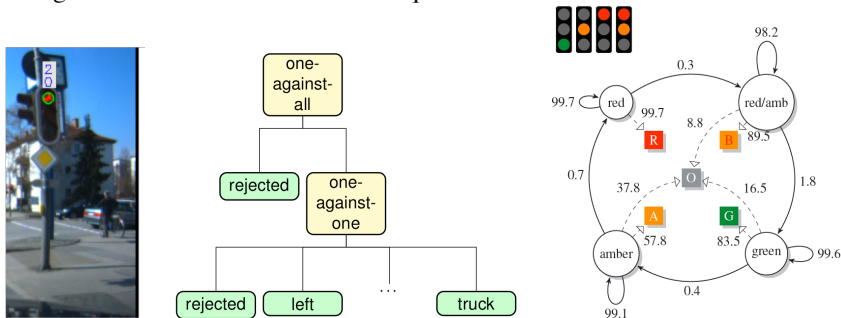 2
0
one-
against-
all
rejected
one-
against-
one
rejected
left
...
truck
98.2
0.3
99.7
red
red/amb
99.7
8.8
89.5
R
B
O
0.7
37.8
16.5
1.8
A
G
57.8
83.5
amber
green
99.6
0.4
99.1